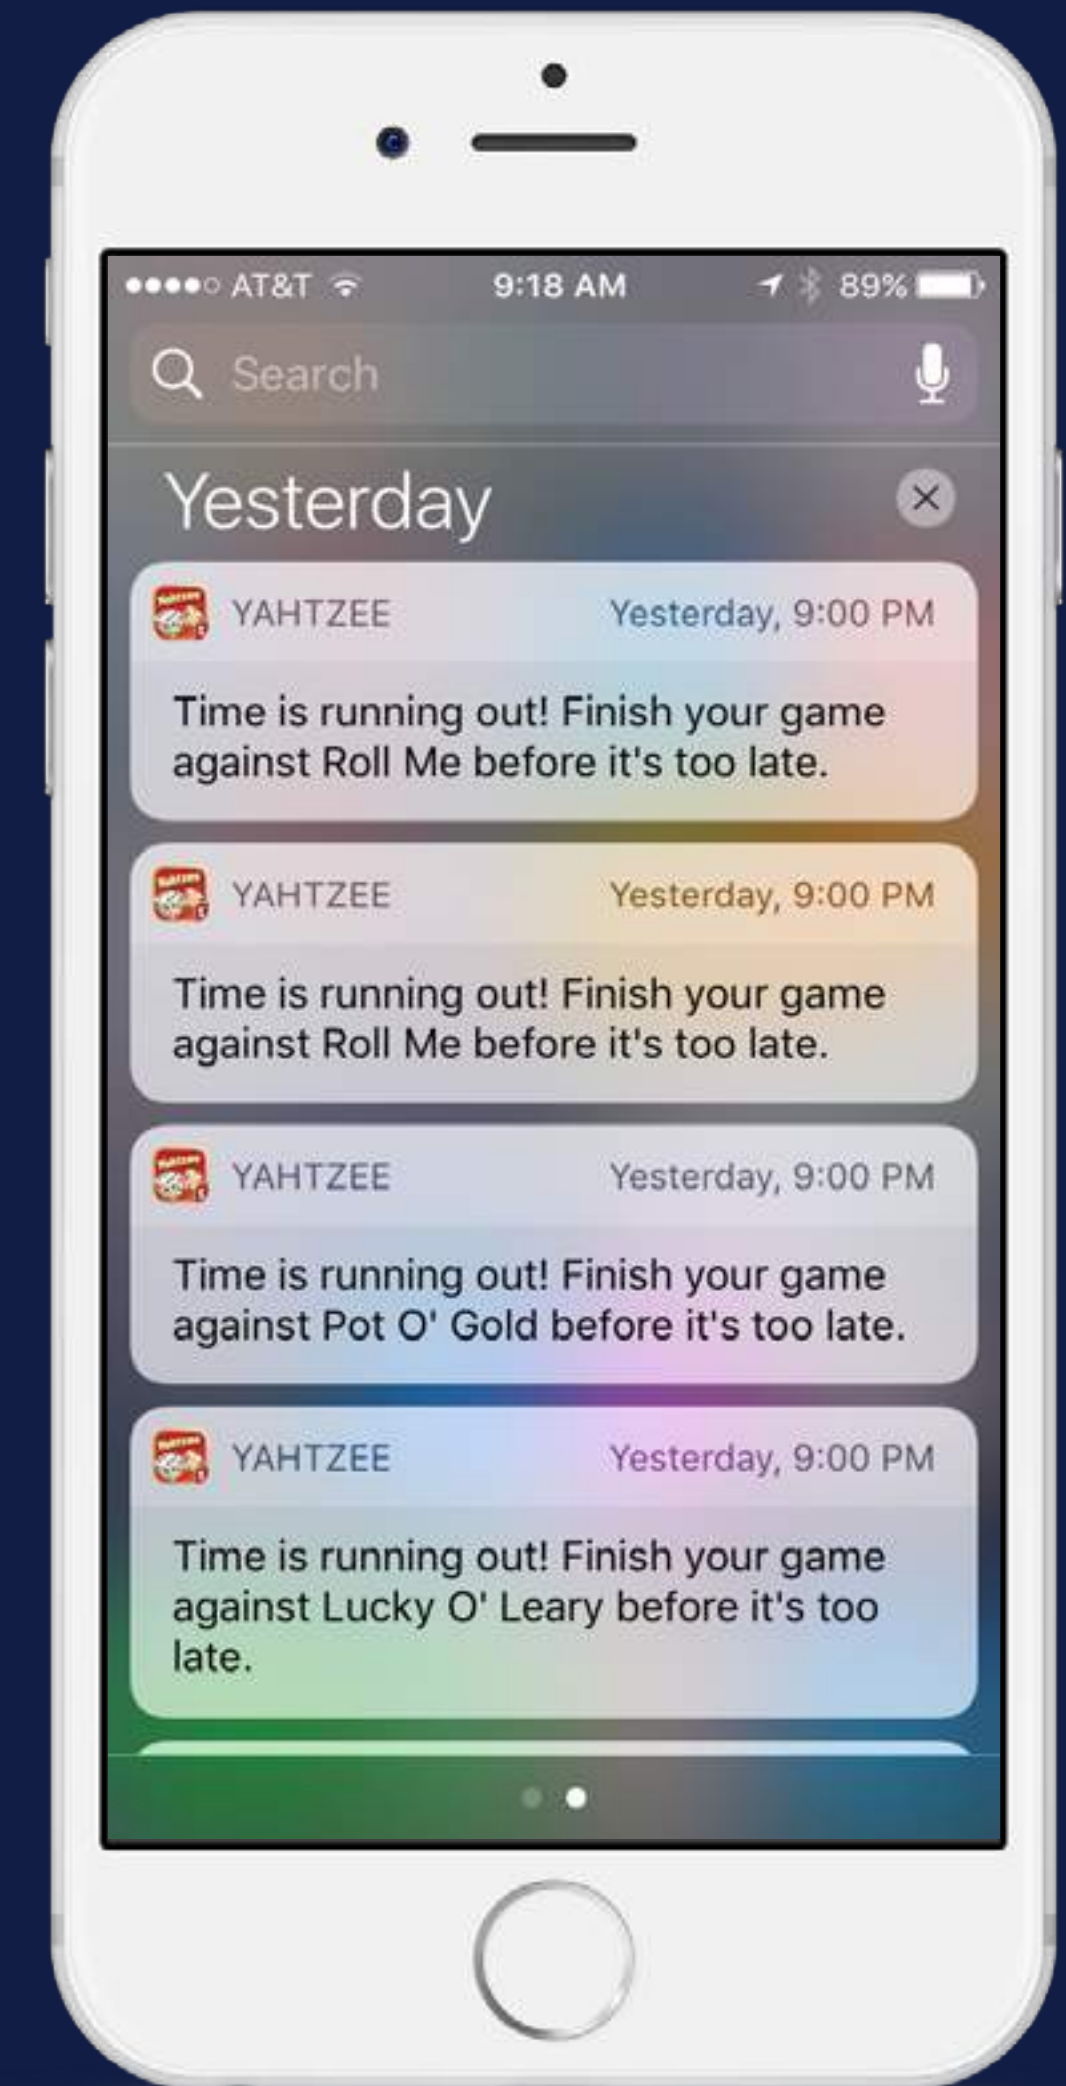 AT&T 9:18 AM 89%
Search
Yesterday
YAHTZEE Yesterday, 9:00 PM
Time is running out! Finish your game
against Roll Me before it's too late.
YAHTZEE Yesterday, 9:00 PM
Time is running out! Finish your game
against Roll Me before it's too late.
YAHTZEE Yesterday, 9:00 PM
Time is running out! Finish your game
against Pot O' Gold before it's too late.
YAHTZEE Yesterday, 9:00 PM
Time is running out! Finish your game
against Lucky O' Leary before it's too
late.